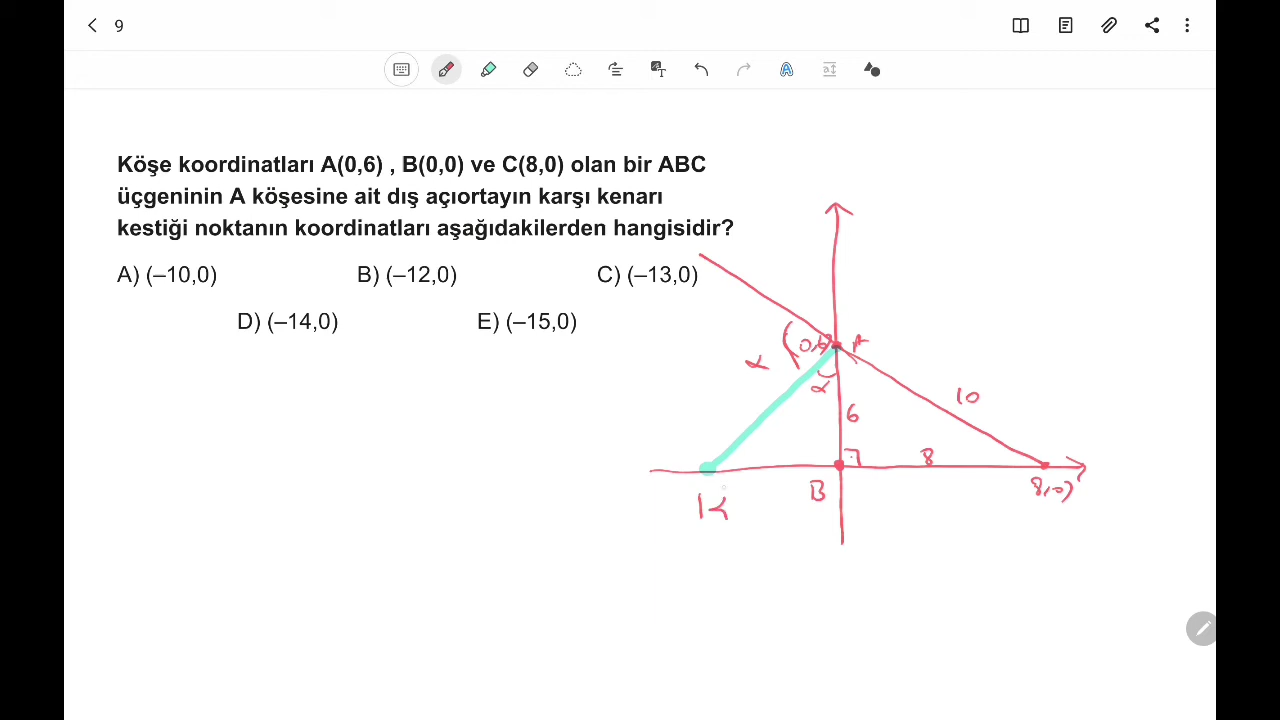 9
Köşe koordinatları A(0,6) , B(0,0) ve C(8,0) olan bir ABC
üçgeninin A köşesine ait dış açıortayın karşı kenarı
kestiği noktanın koordinatları aşağıdakilerden hangisidir?
A) (–10,0) B) (–12,0) C) (–13,0)
D) (–14,0) E) (–15,0)
(0,6) A
α
α
10
6
8
B
8,0)
K